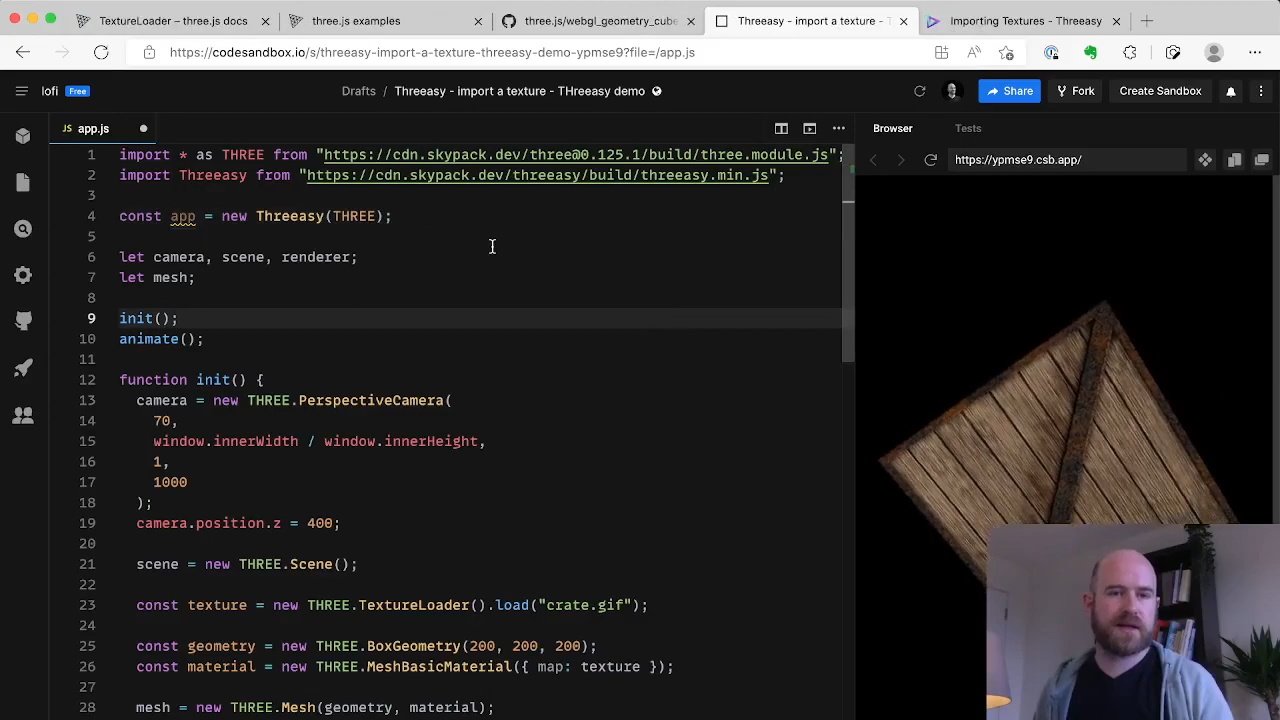 TextureLoader – three.js docs
three.js examples
three.js/webgl_geometry_cube
Threeasy - import a texture - T
Importing Textures - Threeasy
https://codesandbox.io/s/threeasy-import-a-texture-threeasy-demo-ypmse9?file=/app.js
lofi Free
Drafts / Threeasy - import a texture - THreeasy demo
Share
Fork
Create Sandbox
JS app.js
Browser
Tests
https://ypmse9.csb.app/
1 import * as THREE from "https://cdn.skypack.dev/three@0.125.1/build/three.module.js";
2 import Threeasy from "https://cdn.skypack.dev/threeasy/build/threeasy.min.js";
3
4 const app = new Threeasy(THREE);
5
6 let camera, scene, renderer;
7 let mesh;
8
9 init();
10 animate();
11
12 function init() {
13 camera = new THREE.PerspectiveCamera(
14 70,
15 window.innerWidth / window.innerHeight,
16 1,
17 1000
18 );
19 camera.position.z = 400;
20
21 scene = new THREE.Scene();
22
23 const texture = new THREE.TextureLoader().load("crate.gif");
24
25 const geometry = new THREE.BoxGeometry(200, 200, 200);
26 const material = new THREE.MeshBasicMaterial({ map: texture });
27
28 mesh = new THREE.Mesh(geometry, material);